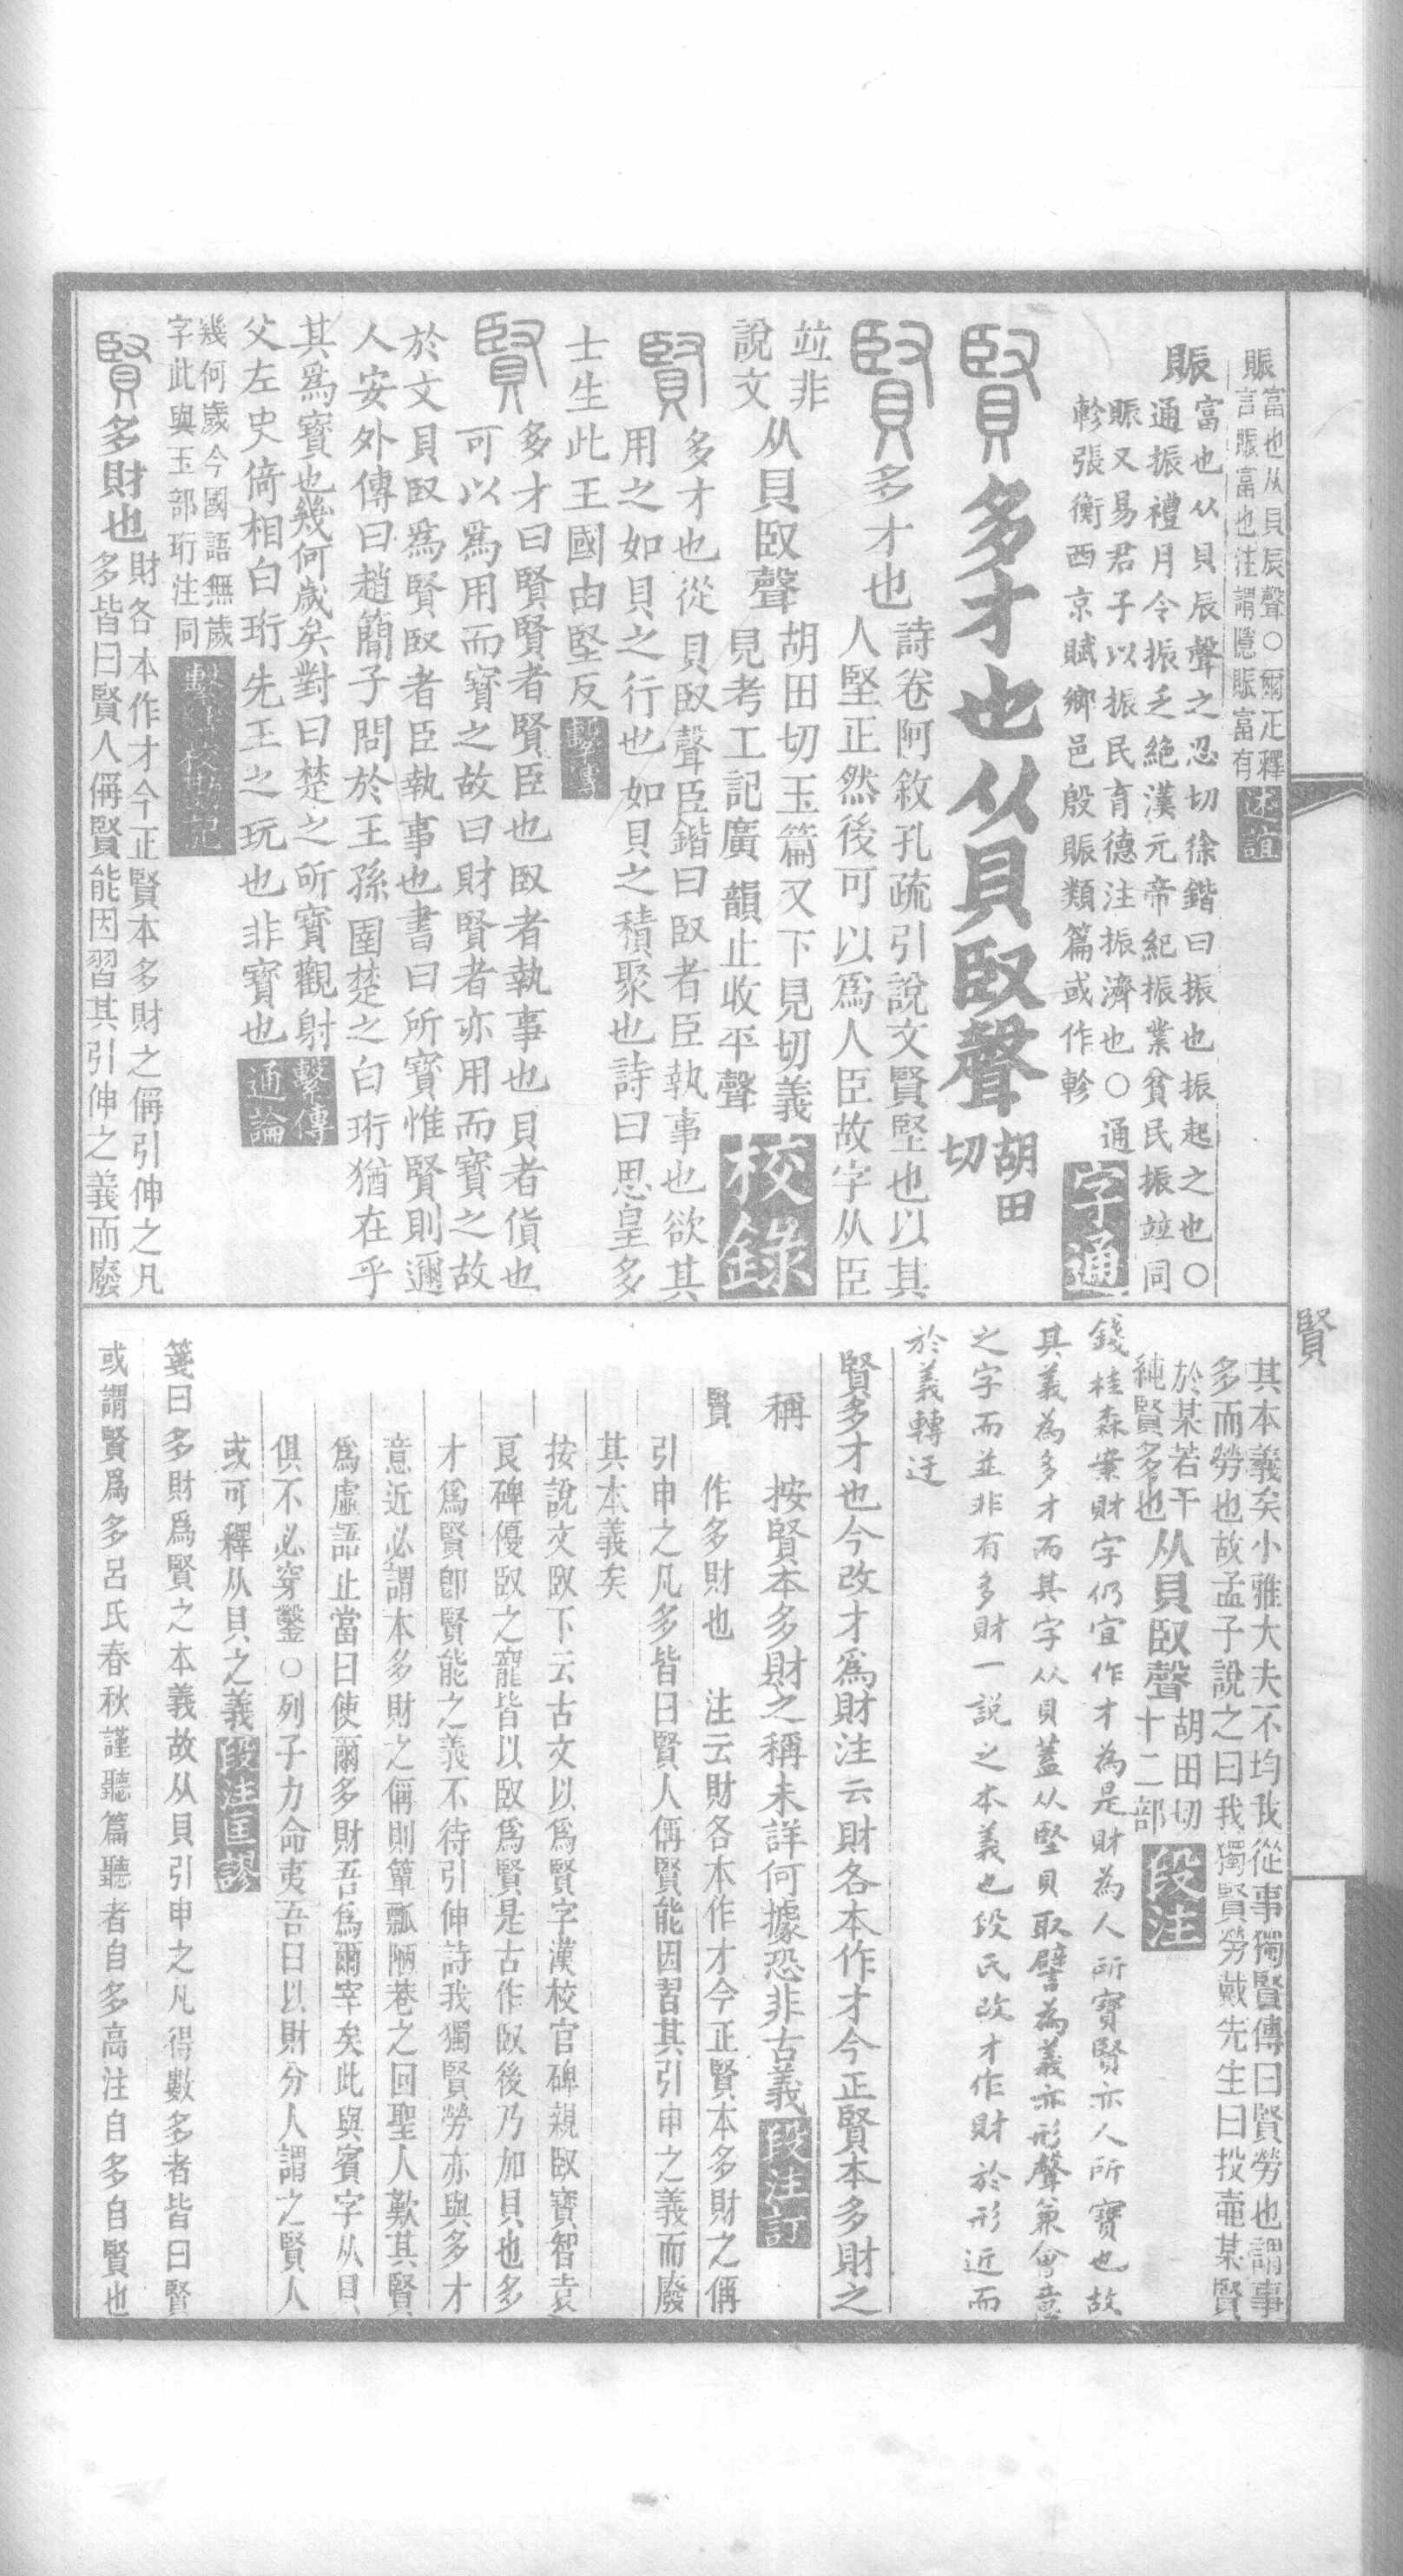 賑富也从貝辰聲○爾疋釋
言賑富也注謂隱賑富有
述誼
賑
富也从貝辰聲之忍切徐鍇曰振也振起之也○
通振禮月令振乏絕漢元帝紀振業貧民振竝同
賑又易君子以振民育德注振濟也○通
軫張衡西京賦鄉邑殷賑類篇或作軫
字通
賢多才也从貝臤聲
胡田
切
賢多才也
詩卷阿敘孔疏引說文賢堅也以其
人堅正然後可以爲人臣故字从臣
竝非
說文
从貝臤聲
胡田切玉篇又下見切義
見考工記廣韻止收平聲
校錄
賢
多才也從貝臤聲臣鍇曰臤者臣執事也欲其
用之如貝之行也如貝之積聚也詩曰思皇多
士生此王國由堅反
繫傳
賢
多才曰賢賢者賢臣也臤者執事也貝者貨也
可以爲用而寶之故曰財賢者亦用而寶之故
於文貝臤爲賢臤者臣執事也書曰所寶惟賢則邇
人安外傳曰趙簡子問於王孫圉楚之白珩猶在乎
其爲寶也幾何歲矣對曰楚之所寶觀射
父左史倚相白珩先王之玩也非寶也
繫傳
通論
幾何歲今國語無歲
字此與玉部珩注同
繫傳校勘記
賢多財也
財各本作才今正賢本多財之偁引伸之凡
多皆曰賢人偁賢能因習其引伸之義而廢
賢
其本義矣小雅大夫不均我從事獨賢傳曰賢勞也謂事
多而勞也故孟子說之曰我獨賢勞戴先生曰投壺某賢
於某若干
純賢多也
从貝臤聲
胡田切
十二部
段注
錢桂森案財字仍宜作才為是財為人所寶賢亦人所寶也故
其義為多才而其字从貝蓋从堅貝取譬為義亦形聲兼會意
之字而並非有多財一說之本義也段氏改才作財於形近而
於義轉迂
賢多才也今改才爲財注云財各本作才今正賢本多財之
稱 按賢本多財之稱未詳何據恐非古義
段注訂
賢 作多財也 注云財各本作才今正賢本多財之偁
引申之凡多皆曰賢人偁賢能因習其引申之義而廢
其本義矣
按說文臤下云古文以爲賢字漢校官碑親臤寶智袁
良碑優臤之寵皆以臤爲賢是古作臤後乃加貝也多
才爲賢卽賢能之義不待引伸詩我獨賢勞亦與多才
意近必謂本多財之偁則簞瓢陋巷之回聖人歎其賢
爲虛語止當曰使爾多財吾爲爾宰矣此與賓字从貝
俱不必穿鑿○列子力命夷吾曰以財分人謂之賢人
或可釋从貝之義
段注匡謬
箋曰多財爲賢之本義故从貝引申之凡得數多者皆曰賢
或謂賢爲多呂氏春秋謹聽篇聽者自多高注自多自賢也